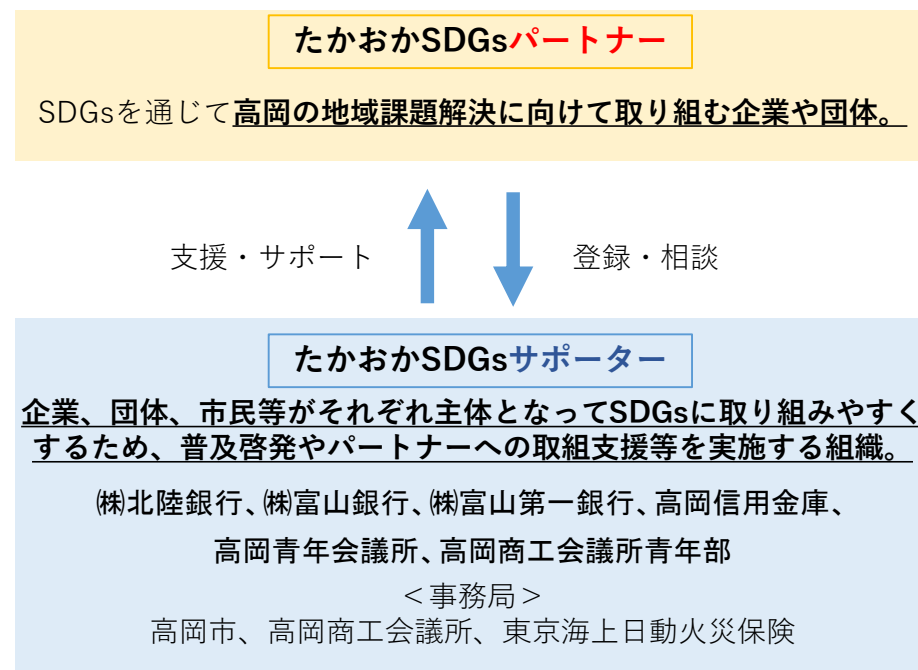 たかおかSDGsパートナー
SDGsを通じて高岡の地域課題解決に向けて取り組む企業や団体。
支援・サポート
登録・相談
たかおかSDGsサポーター
企業、団体、市民等がそれぞれ主体となってSDGsに取り組みやすく
するため、普及啓発やパートナーへの取組支援等を実施する組織。
㈱北陸銀行、㈱富山銀行、㈱富山第一銀行、高岡信用金庫、
高岡青年会議所、高岡商工会議所青年部
＜事務局＞
高岡市、高岡商工会議所、東京海上日動火災保険